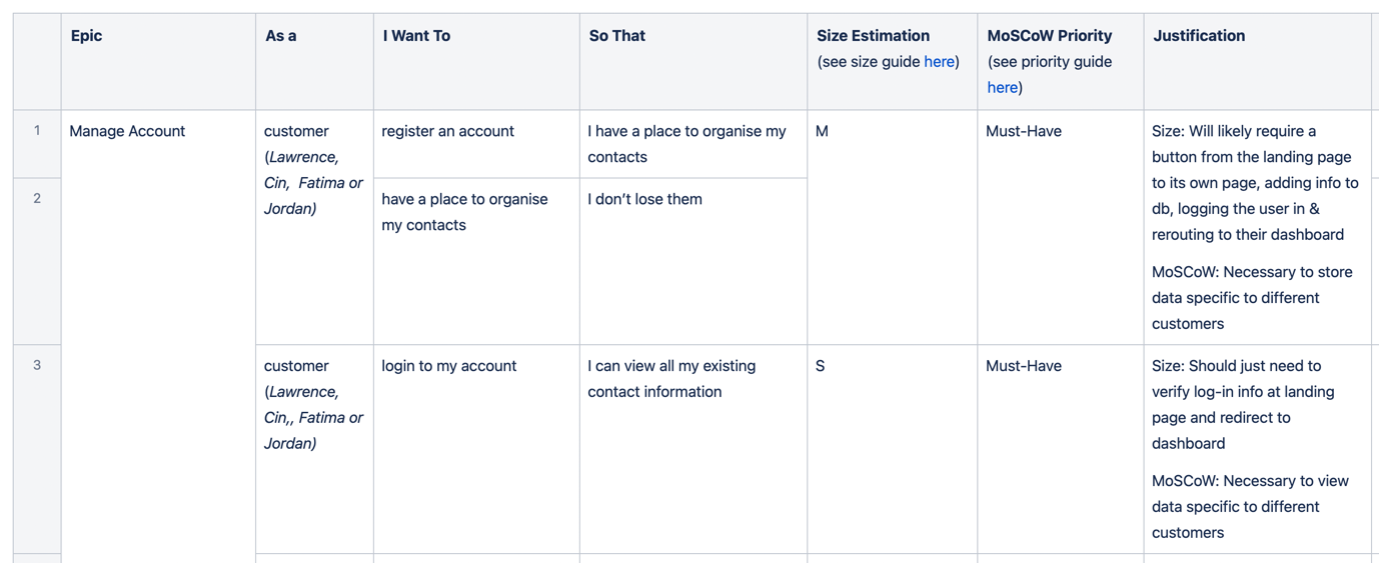 Epic
As a
I Want To
So That
Size Estimation
(see size guide here)
MoSCoW Priority
(see priority guide
here)
Justification
1
Manage Account
customer
(Lawrence,
Cin,  Fatima or
Jordan)
register an account
I have a place to organise my
contacts
M
Must-Have
Size: Will likely require a
button from the landing page
to its own page, adding info to
db, logging the user in &
rerouting to their dashboard
MoSCoW: Necessary to store
data specific to different
customers
2
have a place to organise
my contacts
I don’t lose them
3
customer
(Lawrence,
Cin,, Fatima or
Jordan)
login to my account
I can view all my existing
contact information
S
Must-Have
Size: Should just need to
verify log-in info at landing
page and redirect to
dashboard
MoSCoW: Necessary to view
data specific to different
customers